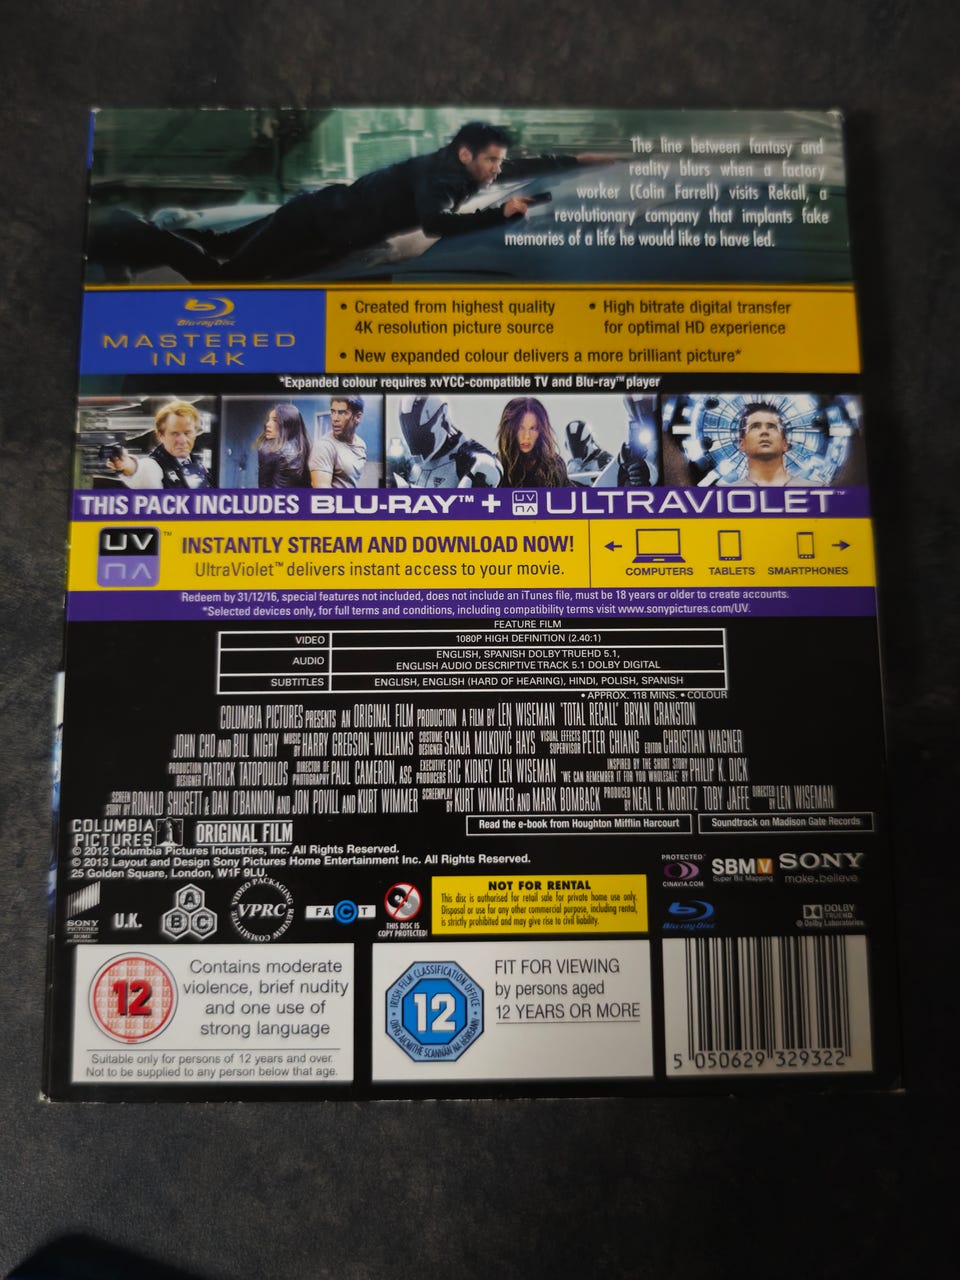 The line between fantasy and
reality blurs when a factory
worker (Colin Farrell) visits Rekall, a
revolutionary company that implants fake
memories of a life he would like to have led.
Blu-ray Disc
MASTERED
IN 4K
• Created from highest quality
4K resolution picture source
• High bitrate digital transfer
for optimal HD experience
• New expanded colour delivers a more brilliant picture*
*Expanded colour requires xvYCC-compatible TV and Blu-ray™ player
THIS PACK INCLUDES BLU-RAY™ + UV ULTRAVIOLET™
UV™
INSTANTLY STREAM AND DOWNLOAD NOW!
UltraViolet™ delivers instant access to your movie.
COMPUTERS TABLETS SMARTPHONES
Redeem by 31/12/16, special features not included, does not include an iTunes file, must be 18 years or older to create accounts.
*Selected devices only, for full terms and conditions, including compatibility terms visit www.sonypictures.com/UV.
FEATURE FILM
VIDEO 1080P HIGH DEFINITION (2.40:1)
AUDIO ENGLISH, SPANISH DOLBY TRUEHD 5.1,
ENGLISH AUDIO DESCRIPTIVE TRACK 5.1 DOLBY DIGITAL
SUBTITLES ENGLISH, ENGLISH (HARD OF HEARING), HINDI, POLISH, SPANISH
• APPROX. 118 MINS. • COLOUR
COLUMBIA PICTURES PRESENTS AN ORIGINAL FILM PRODUCTION A FILM BY LEN WISEMAN 'TOTAL RECALL' BRYAN CRANSTON
JOHN CHO AND BILL NIGHY MUSIC BY HARRY GREGSON-WILLIAMS COSTUME DESIGNER SANJA MILKOVIĆ HAYS VISUAL EFFECTS SUPERVISOR PETER CHIANG EDITOR CHRISTIAN WAGNER
PRODUCTION DESIGNER PATRICK TATOPOULOS DIRECTOR OF PHOTOGRAPHY PAUL CAMERON, ASC EXECUTIVE PRODUCERS RIC KIDNEY LEN WISEMAN INSPIRED BY THE SHORT STORY "WE CAN REMEMBER IT FOR YOU WHOLESALE" BY PHILIP K. DICK
SCREEN STORY BY RONALD SHUSETT & DAN O'BANNON AND JON POVILL AND KURT WIMMER SCREENPLAY BY KURT WIMMER AND MARK BOMBACK PRODUCED BY NEAL H. MORITZ TOBY JAFFE DIRECTED BY LEN WISEMAN
COLUMBIA
PICTURES
ORIGINAL FILM
Read the e-book from Houghton Mifflin Harcourt
Soundtrack on Madison Gate Records
© 2012 Columbia Pictures Industries, Inc. All Rights Reserved.
© 2013 Layout and Design Sony Pictures Home Entertainment Inc. All Rights Reserved.
25 Golden Square, London, W1F 9LU.
PROTECTED
CINAVIA.COM
SBMV
Super Bit Mapping
SONY
make.believe
SONY
PICTURES
HOME
ENTERTAINMENT
U.K.
A
B C
VIDEO PACKAGING REVIEW COMMITTEE
VPRC
FACT
THIS DISC IS
COPY PROTECTED!
NOT FOR RENTAL
This disc is authorised for retail sale for private home use only.
Disposal or use for any other commercial purpose, including rental,
is strictly prohibited and may give rise to civil liability.
Blu-ray Disc
DOLBY
TRUEHD
© Dolby Laboratories
12
Contains moderate
violence, brief nudity
and one use of
strong language
Suitable only for persons of 12 years and over.
Not to be supplied to any person below that age.
IRISH FILM CLASSIFICATION OFFICE
12
OIFIG AICMITHE SCANNÁN NA hÉIREANN
FIT FOR VIEWING
by persons aged
12 YEARS OR MORE
5 050629 329322